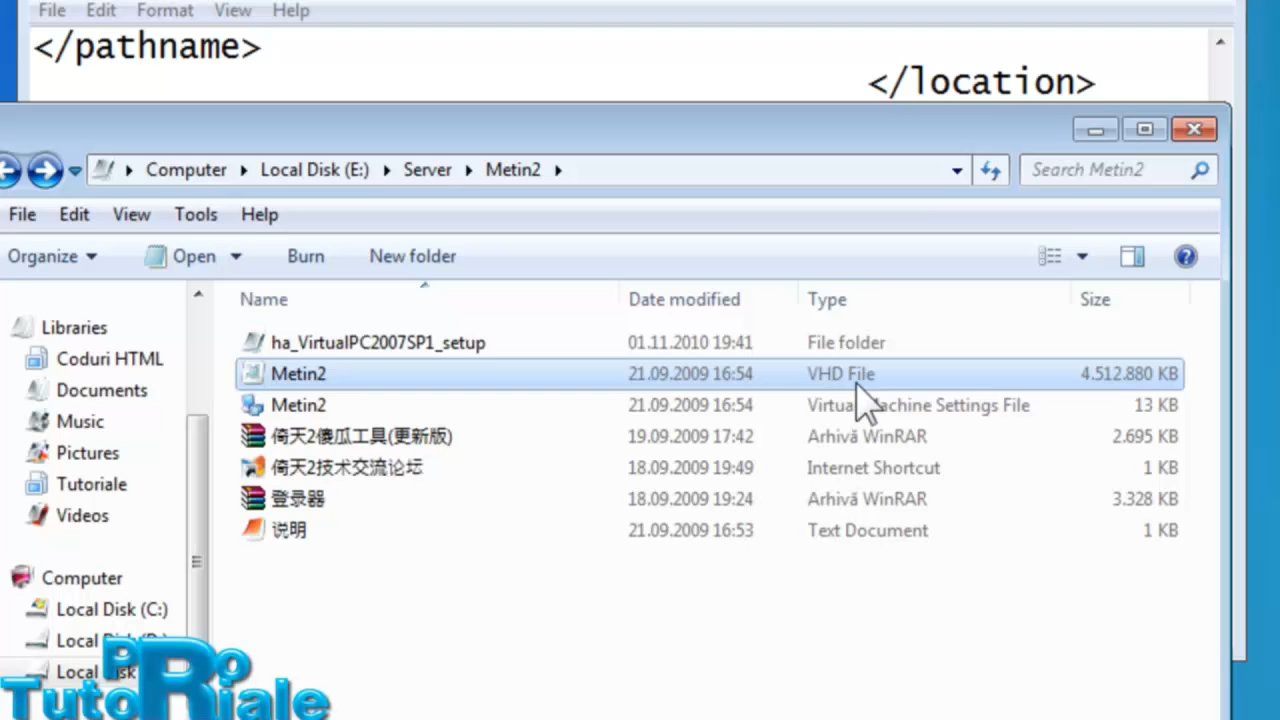 File Edit Format View Help
</pathname>
</location>
Computer Local Disk (E:) Server Metin2 Search Metin2
File Edit View Tools Help
Organize Open Burn New folder
Name Date modified Type Size
Libraries
Coduri HTML
Documents
Music
Pictures
Tutoriale
Videos
Computer
Local Disk (C:)
Local
Local
ha_VirtualPC2007SP1_setup 01.11.2010 19:41 File folder
Metin2 21.09.2009 16:54 VHD File 4.512.880 KB
Metin2 21.09.2009 16:54 Virtual Machine Settings File 13 KB
倚天2傻瓜工具(更新版) 19.09.2009 17:42 Arhivă WinRAR 2.695 KB
倚天2技术交流论坛 18.09.2009 19:49 Internet Shortcut 1 KB
登录器 18.09.2009 19:24 Arhivă WinRAR 3.328 KB
说明 21.09.2009 16:53 Text Document 1 KB
PRo
TutoRiale